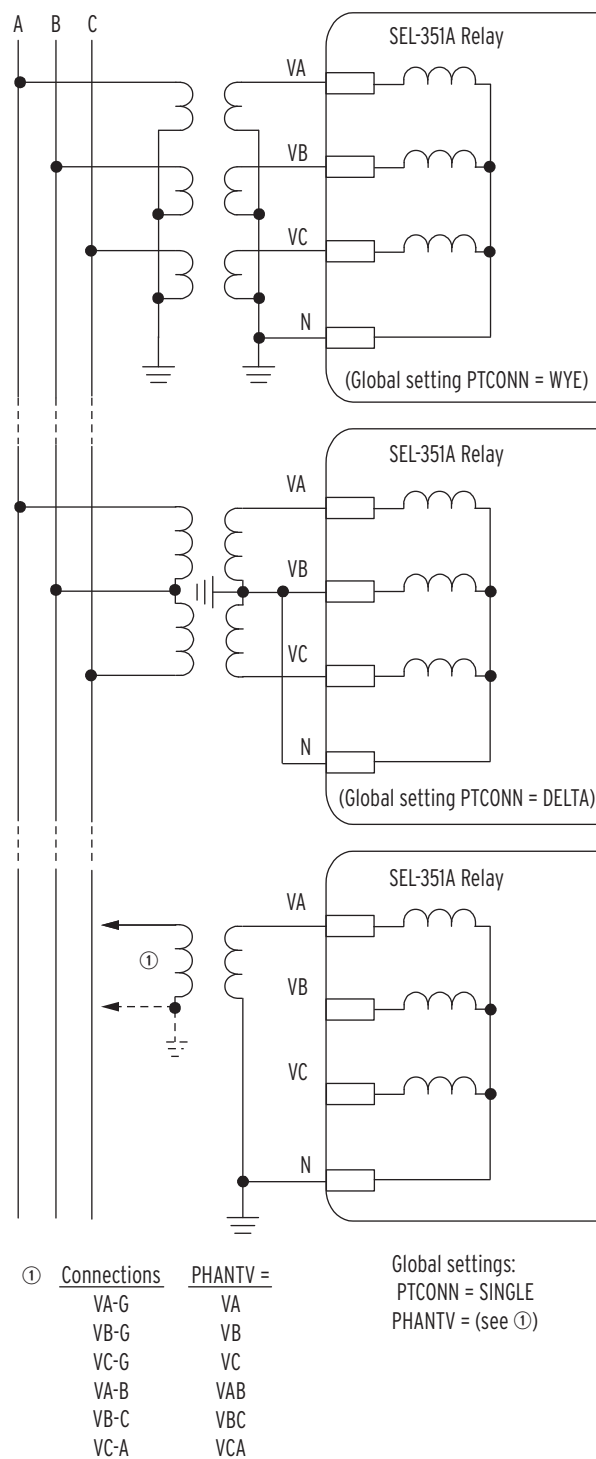 A B C
SEL-351A Relay
VA
VB
VC
N
(Global setting PTCONN = WYE)
SEL-351A Relay
VA
VB
VC
N
(Global setting PTCONN = DELTA)
SEL-351A Relay
VA
①
VB
VC
N
① Connections PHANTV =
VA-G VA
VB-G VB
VC-G VC
VA-B VAB
VB-C VBC
VC-A VCA
Global settings:
PTCONN = SINGLE
PHANTV = (see ①)